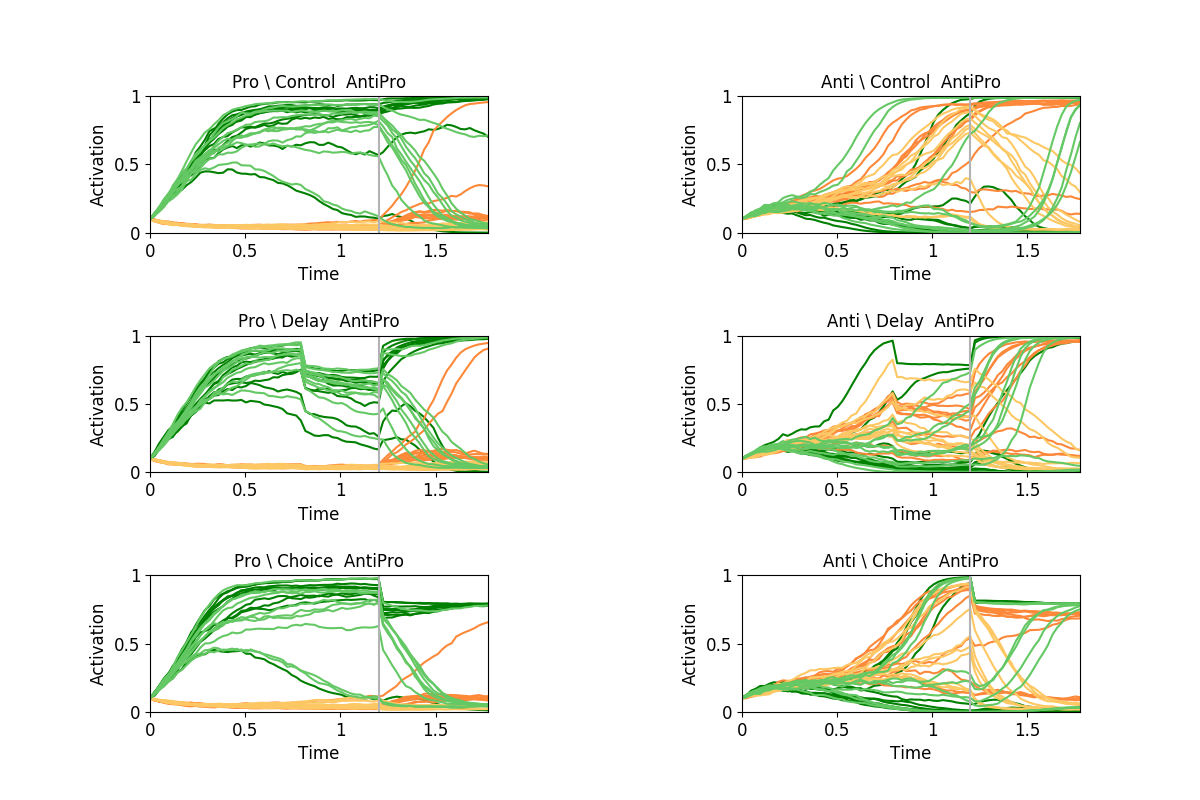 Pro \ Control  AntiPro
Anti \ Control  AntiPro
1
0.5
0
Activation
0 0.5 1 1.5
Time
1
0.5
0
Activation
0 0.5 1 1.5
Time
Pro \ Delay  AntiPro
Anti \ Delay  AntiPro
1
0.5
0
Activation
0 0.5 1 1.5
Time
1
0.5
0
Activation
0 0.5 1 1.5
Time
Pro \ Choice  AntiPro
Anti \ Choice  AntiPro
1
0.5
0
Activation
0 0.5 1 1.5
Time
1
0.5
0
Activation
0 0.5 1 1.5
Time